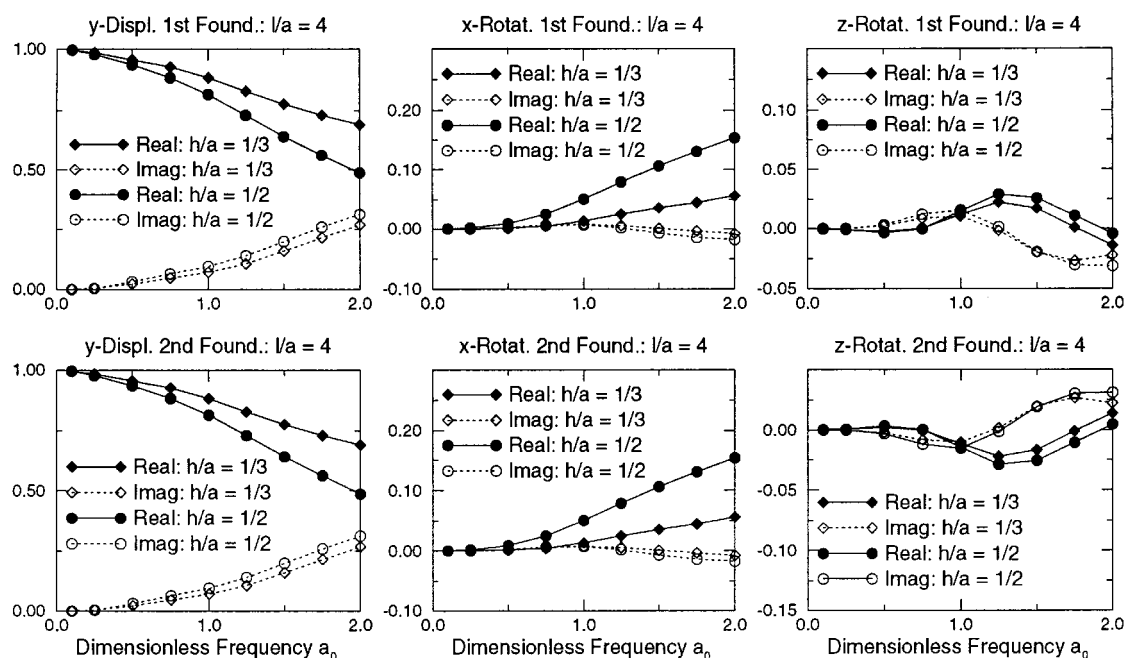 y-Displ. 1st Found.: l/a = 4
x-Rotat. 1st Found.: l/a = 4
z-Rotat. 1st Found.: l/a = 4
1.00
0.50
0.00
Real: h/a = 1/3
Imag: h/a = 1/3
Real: h/a = 1/2
Imag: h/a = 1/2
0.0
1.0
2.0
0.20
0.10
0.00
-0.10
Real: h/a = 1/3
Imag: h/a = 1/3
Real: h/a = 1/2
Imag: h/a = 1/2
0.0
1.0
2.0
0.10
0.05
0.00
-0.05
Real: h/a = 1/3
Imag: h/a = 1/3
Real: h/a = 1/2
Imag: h/a = 1/2
0.0
1.0
2.0
y-Displ. 2nd Found.: l/a = 4
x-Rotat. 2nd Found.: l/a = 4
z-Rotat. 2nd Found.: l/a = 4
1.00
0.50
0.00
Real: h/a = 1/3
Imag: h/a = 1/3
Real: h/a = 1/2
Imag: h/a = 1/2
0.0
1.0
2.0
Dimensionless Frequency a₀
0.20
0.10
0.00
-0.10
Real: h/a = 1/3
Imag: h/a = 1/3
Real: h/a = 1/2
Imag: h/a = 1/2
0.0
1.0
2.0
Dimensionless Frequency a₀
0.00
-0.05
-0.10
-0.15
Real: h/a = 1/3
Imag: h/a = 1/3
Real: h/a = 1/2
Imag: h/a = 1/2
0.0
1.0
2.0
Dimensionless Frequency a₀